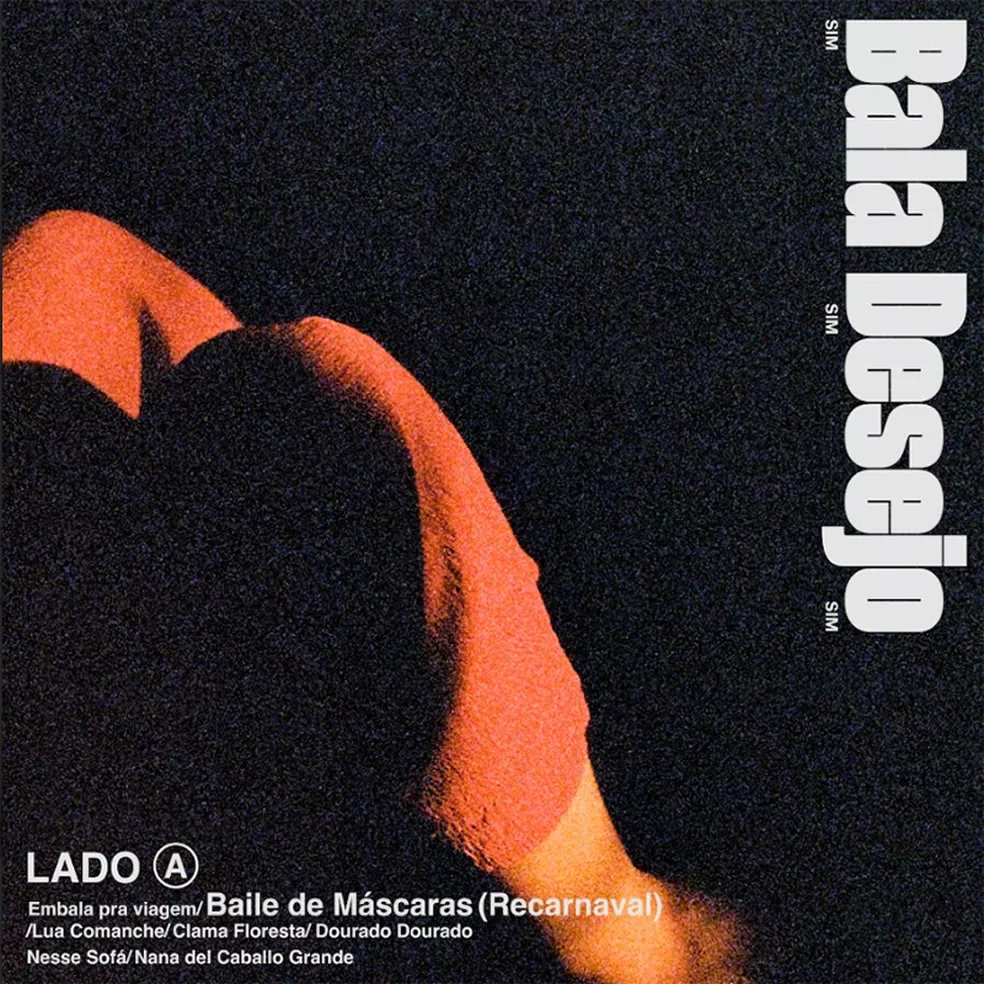 Bala Desejo
SIM
SIM
SIM
LADO A
Embala pra viagem/Baile de Máscaras (Recarnaval)
/Lua Comanche/Clama Floresta/Dourado Dourado
Nesse Sofá/Nana del Caballo Grande